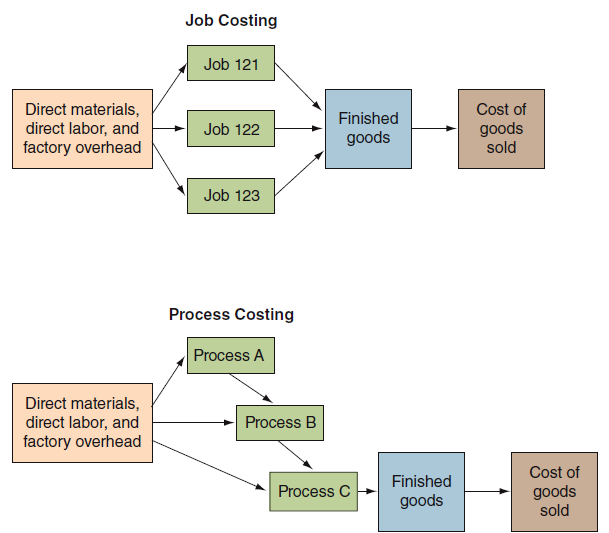 Job Costing
Direct materials,
direct labor, and
factory overhead
Job 121
Job 122
Job 123
Finished
goods
Cost of
goods
sold
Process Costing
Direct materials,
direct labor, and
factory overhead
Process A
Process B
Process C
Finished
goods
Cost of
goods
sold